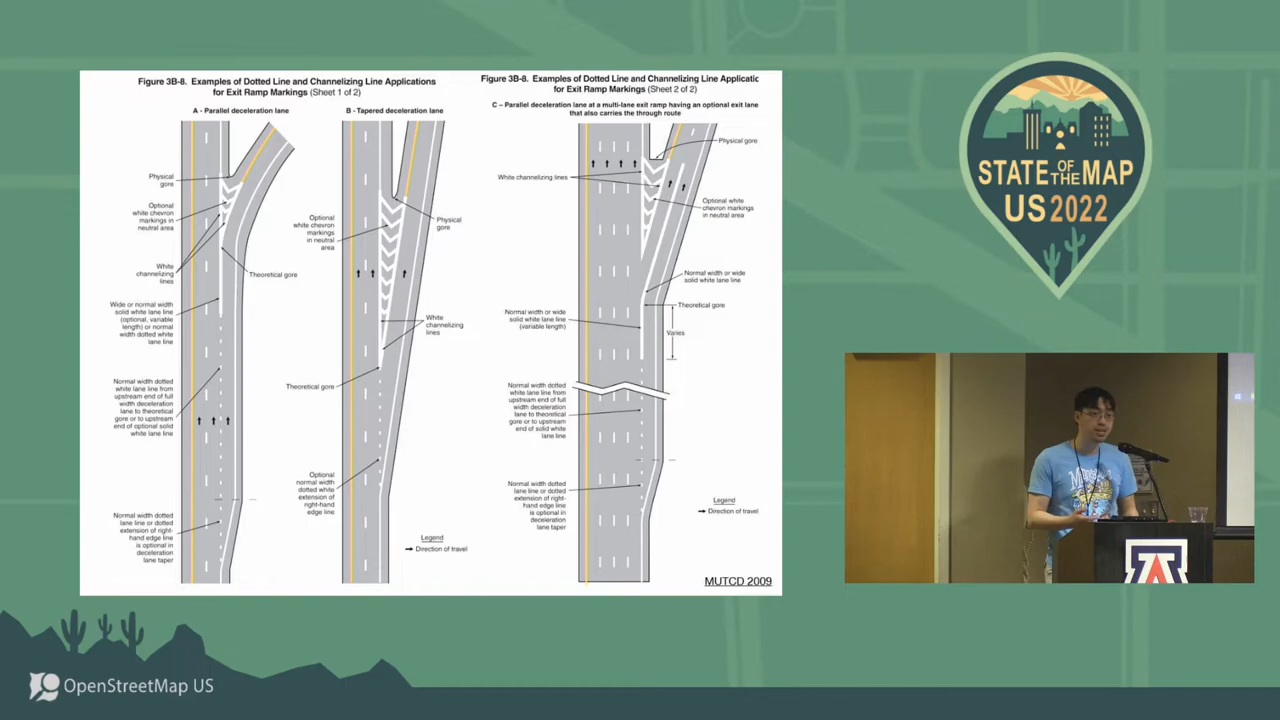 Figure 3B-8. Examples of Dotted Line and Channelizing Line Applications
for Exit Ramp Markings (Sheet 1 of 2)
A - Parallel deceleration lane
B - Tapered deceleration lane
Physical
gore
Optional
white chevron
markings in
neutral area
White
channelizing
lines
Theoretical gore
Wide or normal width
solid white lane line
(optional, variable
length) or normal
width dotted white
lane line
Normal width dotted
white lane line from
upstream end of full
width deceleration
lane to theoretical
gore or to upstream
end of optional solid
white lane line
Normal width dotted
lane line or dotted
extension of right-
hand edge line
is optional in
deceleration
lane taper
Optional
white chevron
markings in
neutral
area
Physical
gore
White
channelizing
lines
Theoretical gore
Optional
normal width
dotted white
extension of
right-hand
edge line
Legend
Direction of travel
Figure 3B-8. Examples of Dotted Line and Channelizing Line Applicatic
for Exit Ramp Markings (Sheet 2 of 2)
C – Parallel deceleration lane at a multi-lane exit ramp having an optional exit lane
that also carries the through route
Physical gore
White channelizing lines
Optional white
chevron markings
in neutral area
Normal width or wide
solid white lane line
Theoretical gore
Normal width or wide
solid white lane line
(variable length)
Varies
Normal width dotted
white lane line from
upstream end of full
width deceleration
lane to theoretical
gore or to upstream
end of solid white
lane line
Normal width dotted
lane line or dotted
extension of right-
hand edge line
is optional in
deceleration
lane taper
Legend
Direction of travel
MUTCD 2009
STATE OF THE MAP
US 2022
A
OpenStreetMap US